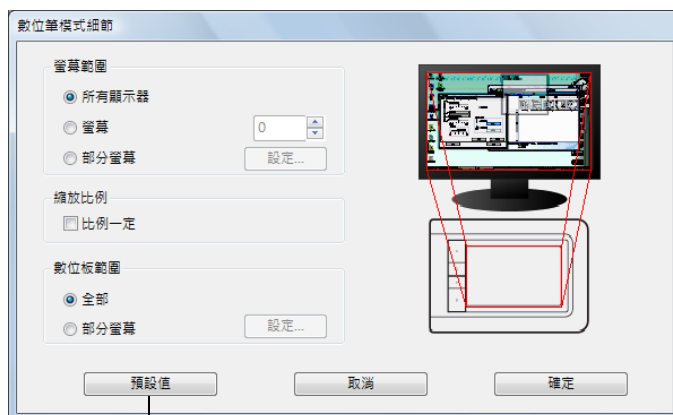 數位筆模式細節
螢幕範圍
所有顯示器
螢幕
0
部分螢幕
設定...
縮放比例
比例一定
數位板範圍
全部
部分螢幕
設定...
預設值
取消
確定